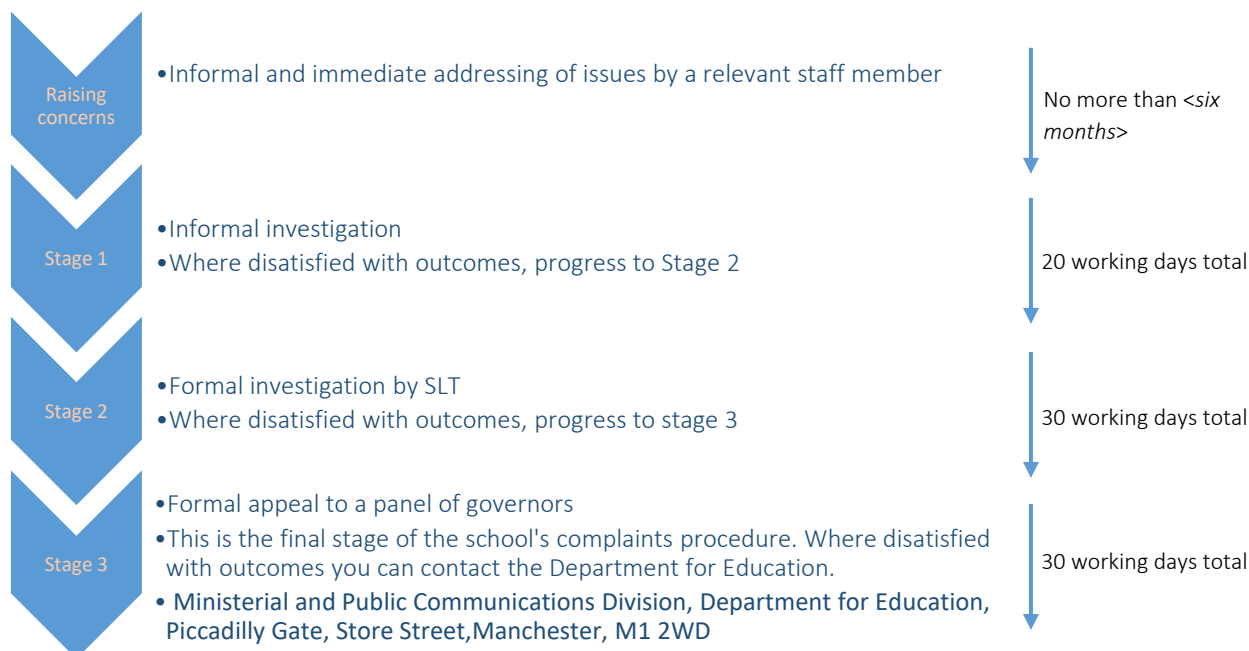 Raising
concerns
•Informal and immediate addressing of issues by a relevant staff member
No more than <six
months>
Stage 1
•Informal investigation
•Where disatisfied with outcomes, progress to Stage 2
20 working days total
Stage 2
•Formal investigation by SLT
•Where disatisfied with outcomes, progress to stage 3
30 working days total
Stage 3
•Formal appeal to a panel of governors
•This is the final stage of the school's complaints procedure. Where disatisfied
with outcomes you can contact the Department for Education.
• Ministerial and Public Communications Division, Department for Education,
Piccadilly Gate, Store Street,Manchester, M1 2WD
30 working days total